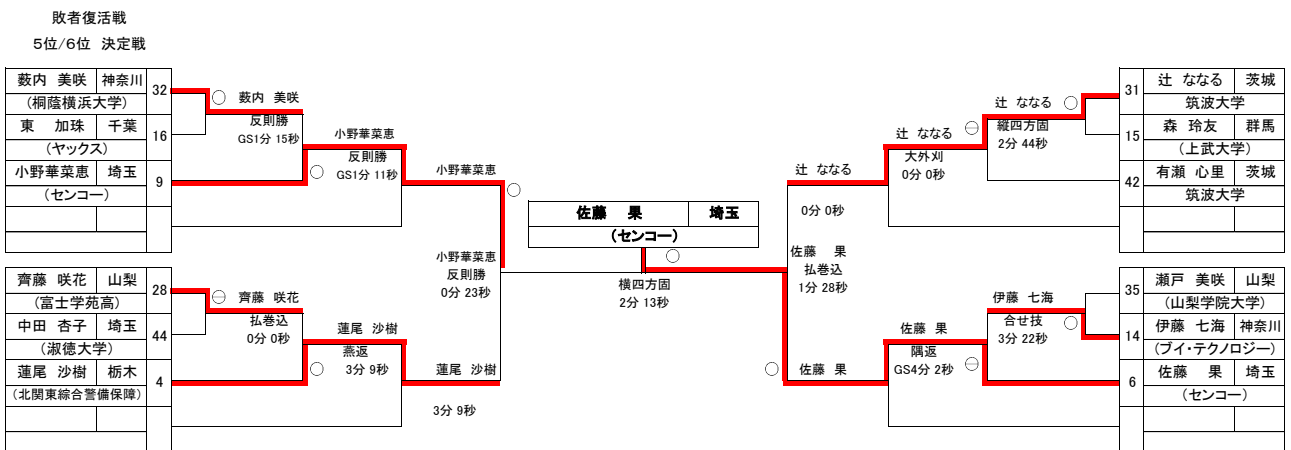 敗者復活戦
5位/6位 決定戦
薮内 美咲 神奈川 32
(桐蔭横浜大学)
東 加珠 千葉 16
(ヤックス)
小野華菜恵 埼玉 9
(センコー)
齊藤 咲花 山梨 28
(富士学苑高)
中田 杏子 埼玉 44
(淑徳大学)
蓮尾 沙樹 栃木 4
(北関東綜合警備保障)
○ 薮内 美咲
反則勝
GS1分 15秒
小野華菜恵
反則勝
○ GS1分 11秒
小野華菜恵
○
㊀ 齊藤 咲花
払巻込
0分 0秒
蓮尾 沙樹
燕返
○ 3分 9秒
蓮尾 沙樹
3分 9秒
小野華菜恵
反則勝
0分 23秒
佐藤 果 埼玉
(センコー)
○
横四方固
2分 13秒
辻 ななる
0分 0秒
佐藤 果
払巻込
1分 28秒
○ 佐藤 果
辻 ななる ㊀
大外刈
0分 0秒
辻 ななる ○
縦四方固
2分 44秒
佐藤 果
隅返 ㊀
GS4分 2秒
伊藤 七海
合せ技 ○
3分 22秒
31 辻 ななる 茨城
筑波大学
15 森 玲友 群馬
(上武大学)
42 有瀬 心里 茨城
筑波大学
35 瀬戸 美咲 山梨
(山梨学院大学)
14 伊藤 七海 神奈川
(ブイ・テクノロジー)
6 佐藤 果 埼玉
(センコー)